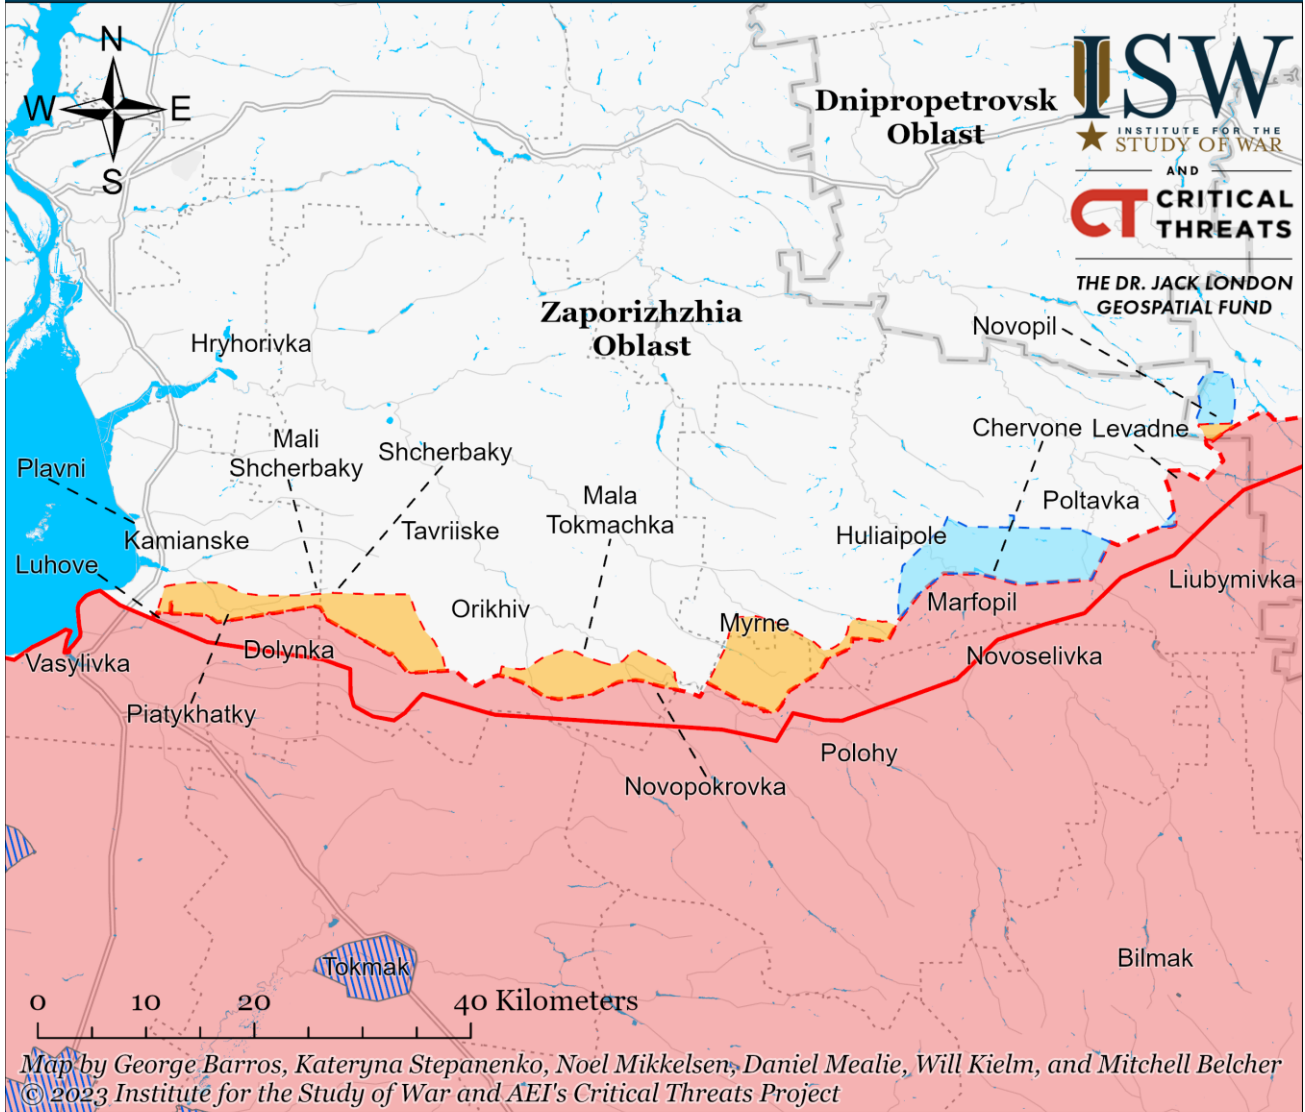 N
W
E
S
Dnipropetrovsk
Oblast
ISW
INSTITUTE FOR THE
STUDY OF WAR
AND
CT CRITICAL
THREATS
THE DR. JACK LONDON
GEOSPATIAL FUND
Zaporizhzhia
Oblast
Novopil
Hryhorivka
Mali
Shcherbaky
Shcherbaky
Chervone
Levadne
Plavni
Mala
Tokmachka
Poltavka
Kamianske
Tavriiske
Huliaipole
Luhove
Liubymivka
Orikhiv
Marfopil
Myrne
Dolynka
Vasylivka
Novoselivka
Piatykhatky
Polohy
Novopokrovka
Tokmak
Bilmak
0 10 20 40 Kilometers
Map by George Barros, Kateryna Stepanenko, Noel Mikkelsen, Daniel Mealie, Will Kielm, and Mitchell Belcher
© 2023 Institute for the Study of War and AEI's Critical Threats Project